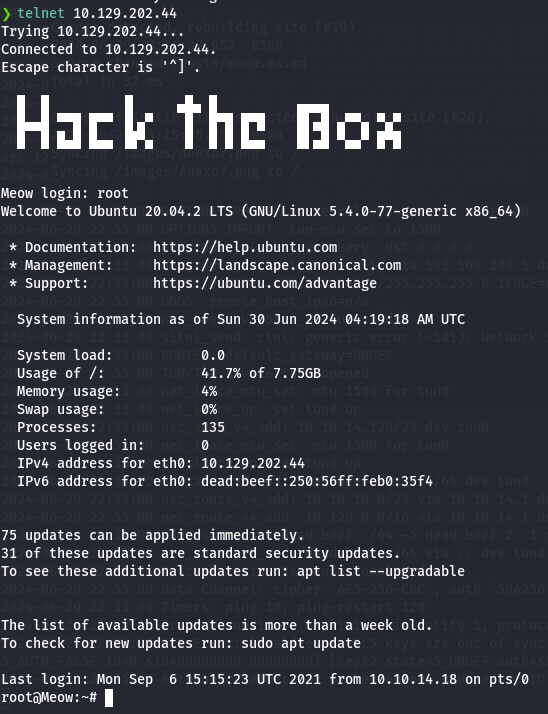 ❯ telnet 10.129.202.44
Trying 10.129.202.44...
Connected to 10.129.202.44.
Escape character is '^]'.
Hack the Box
Meow login: root
Welcome to Ubuntu 20.04.2 LTS (GNU/Linux 5.4.0-77-generic x86_64)
* Documentation: https://help.ubuntu.com
* Management: https://landscape.canonical.com
* Support: https://ubuntu.com/advantage
System information as of Sun 30 Jun 2024 04:19:18 AM UTC
System load: 0.0
Usage of /: 41.7% of 7.75GB
Memory usage: 4%
Swap usage: 0%
Processes: 135
Users logged in: 0
IPv4 address for eth0: 10.129.202.44
IPv6 address for eth0: dead:beef::250:56ff:feb0:35f4
75 updates can be applied immediately.
31 of these updates are standard security updates.
To see these additional updates run: apt list --upgradable
The list of available updates is more than a week old.
To check for new updates run: sudo apt update
Last login: Mon Sep  6 15:15:23 UTC 2021 from 10.10.14.18 on pts/0
root@Meow:~#